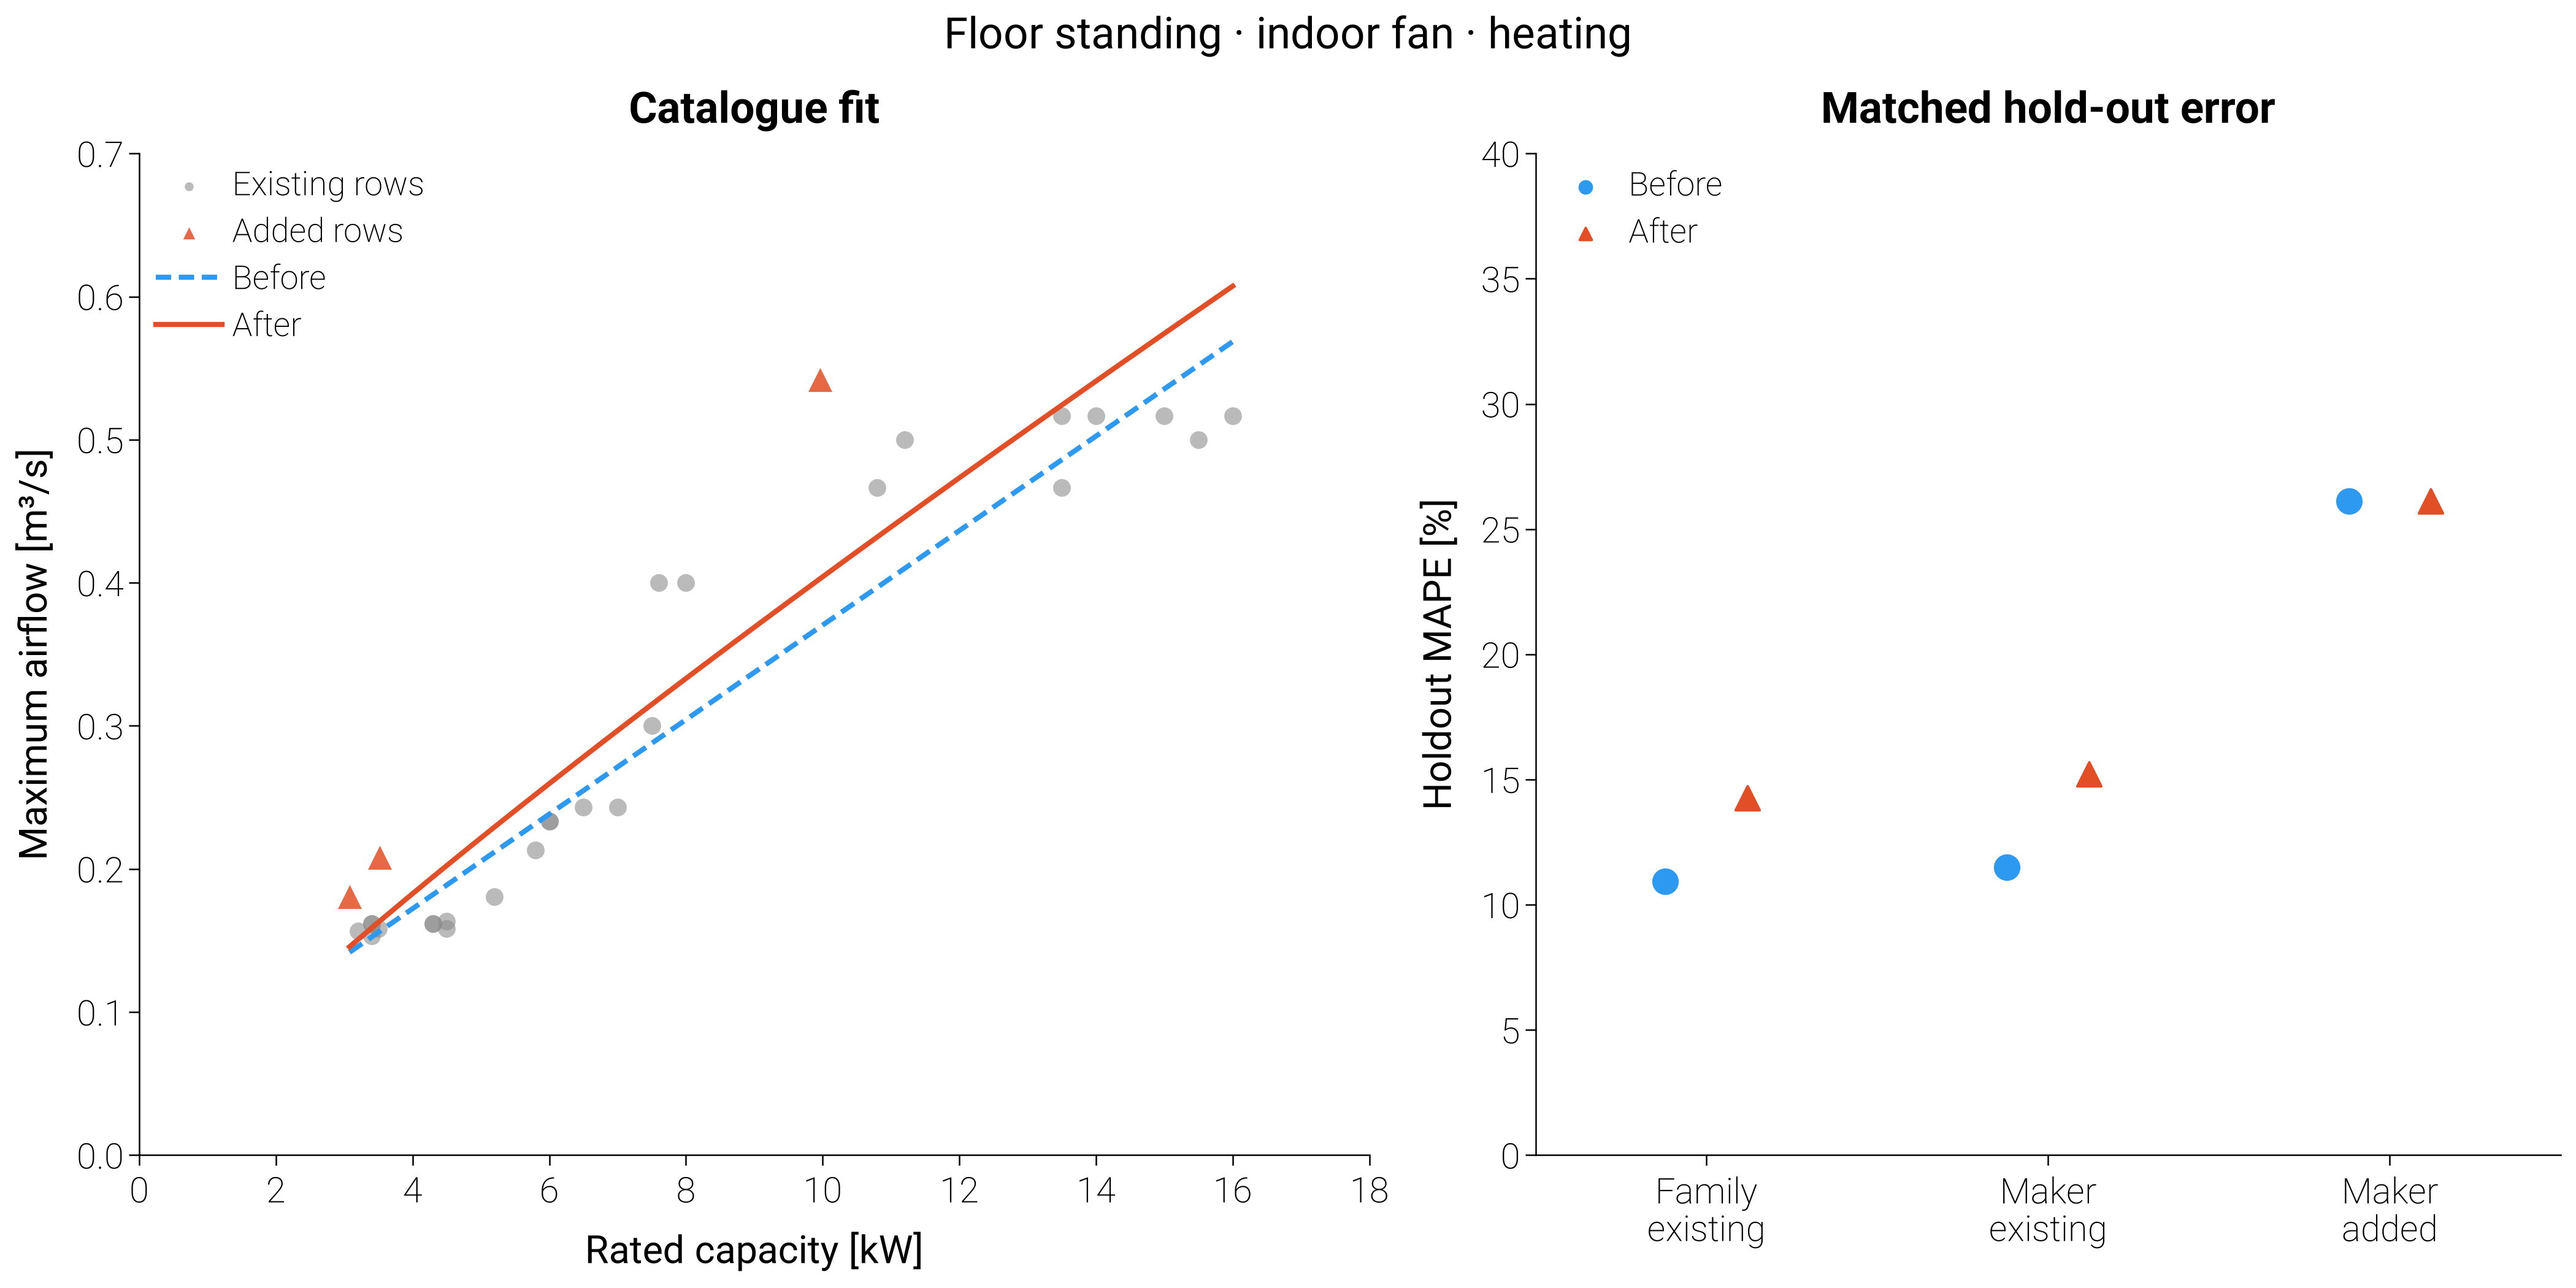 Floor standing · indoor fan · heating
Catalogue fit
0.7
0.6
0.5
0.4
0.3
0.2
0.1
0.0
Maximum airflow [m³/s]
Existing rows
Added rows
Before
After
0 2 4 6 8 10 12 14 16 18
Rated capacity [kW]
Matched hold-out error
40
35
30
25
20
15
10
5
0
Holdout MAPE [%]
Before
After
Family
existing
Maker
existing
Maker
added